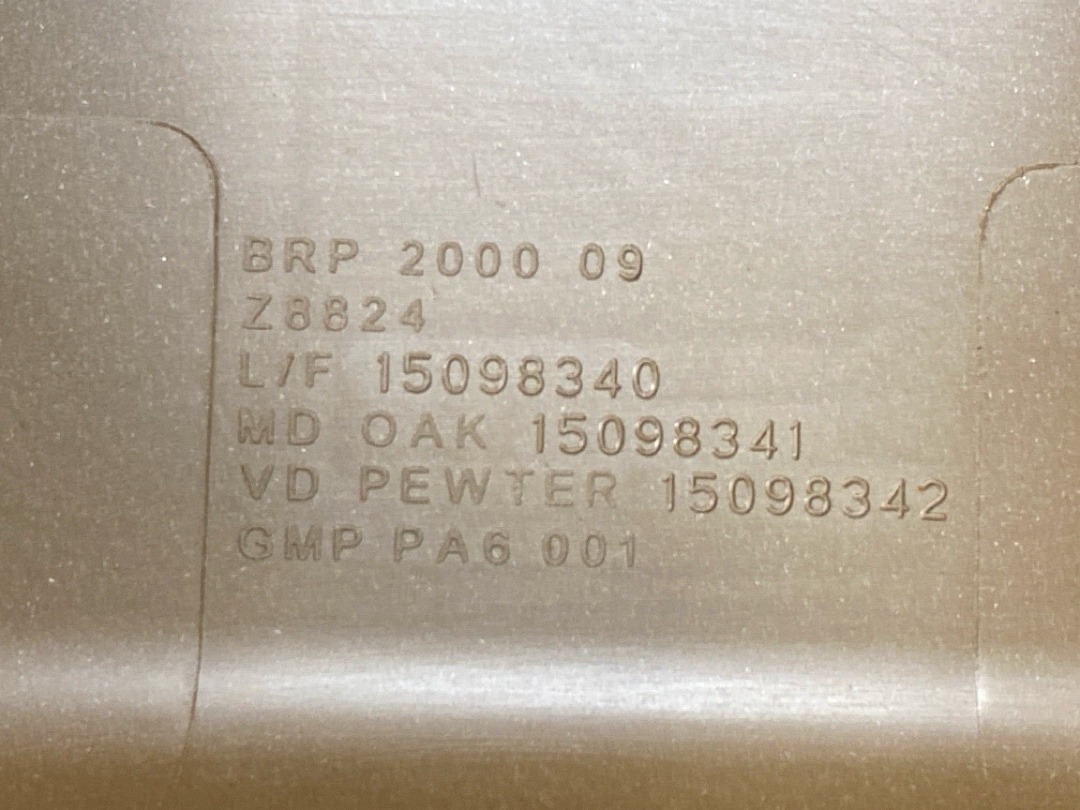 BRP 2000 09
Z8824
L/F 15098340
MD OAK 15098341
VD PEWTER 15098342
GMP PA6 001